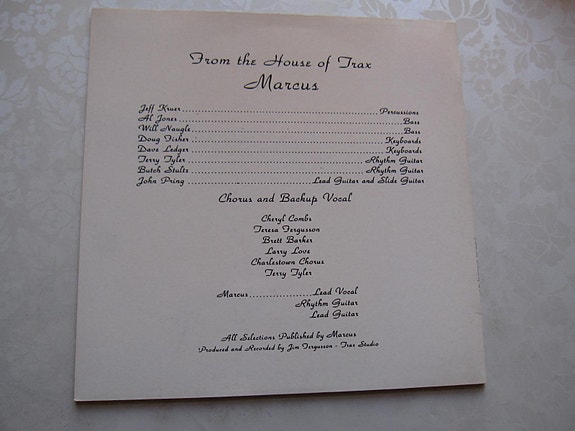 From the House of Trax
Marcus
Jeff Kruer..........Percussions
Al Jones..........Bass
Will Naugle..........Bass
Doug Fisher..........Keyboards
Dave Ledger..........Keyboards
Terry Tyler..........Rhythm Guitar
Butch Stults..........Rhythm Guitar
John Pring..........Lead Guitar and Slide Guitar
Chorus and Backup Vocal
Cheryl Combs
Teresa Fergusson
Brett Barker
Larry Love
Charlestown Chorus
Terry Tyler
Marcus..........Lead Vocal
Rhythm Guitar
Lead Guitar
All Selections Published by Marcus
Produced and Recorded by Jim Fergusson - Trax Studio